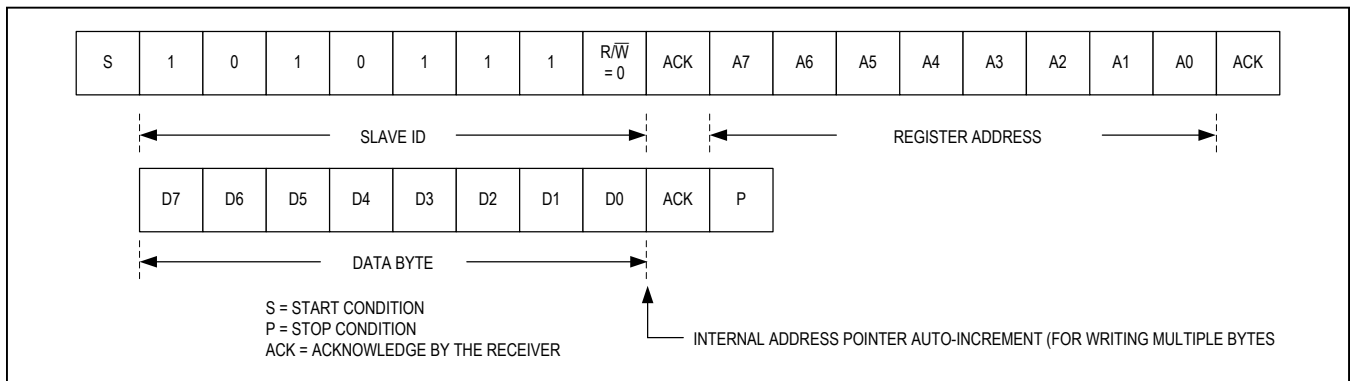 S 1 0 1 0 1 1 1 R/W̅ = 0 ACK A7 A6 A5 A4 A3 A2 A1 A0 ACK
SLAVE ID REGISTER ADDRESS
D7 D6 D5 D4 D3 D2 D1 D0 ACK P
DATA BYTE
S = START CONDITION
P = STOP CONDITION
ACK = ACKNOWLEDGE BY THE RECEIVER
INTERNAL ADDRESS POINTER AUTO-INCREMENT (FOR WRITING MULTIPLE BYTES